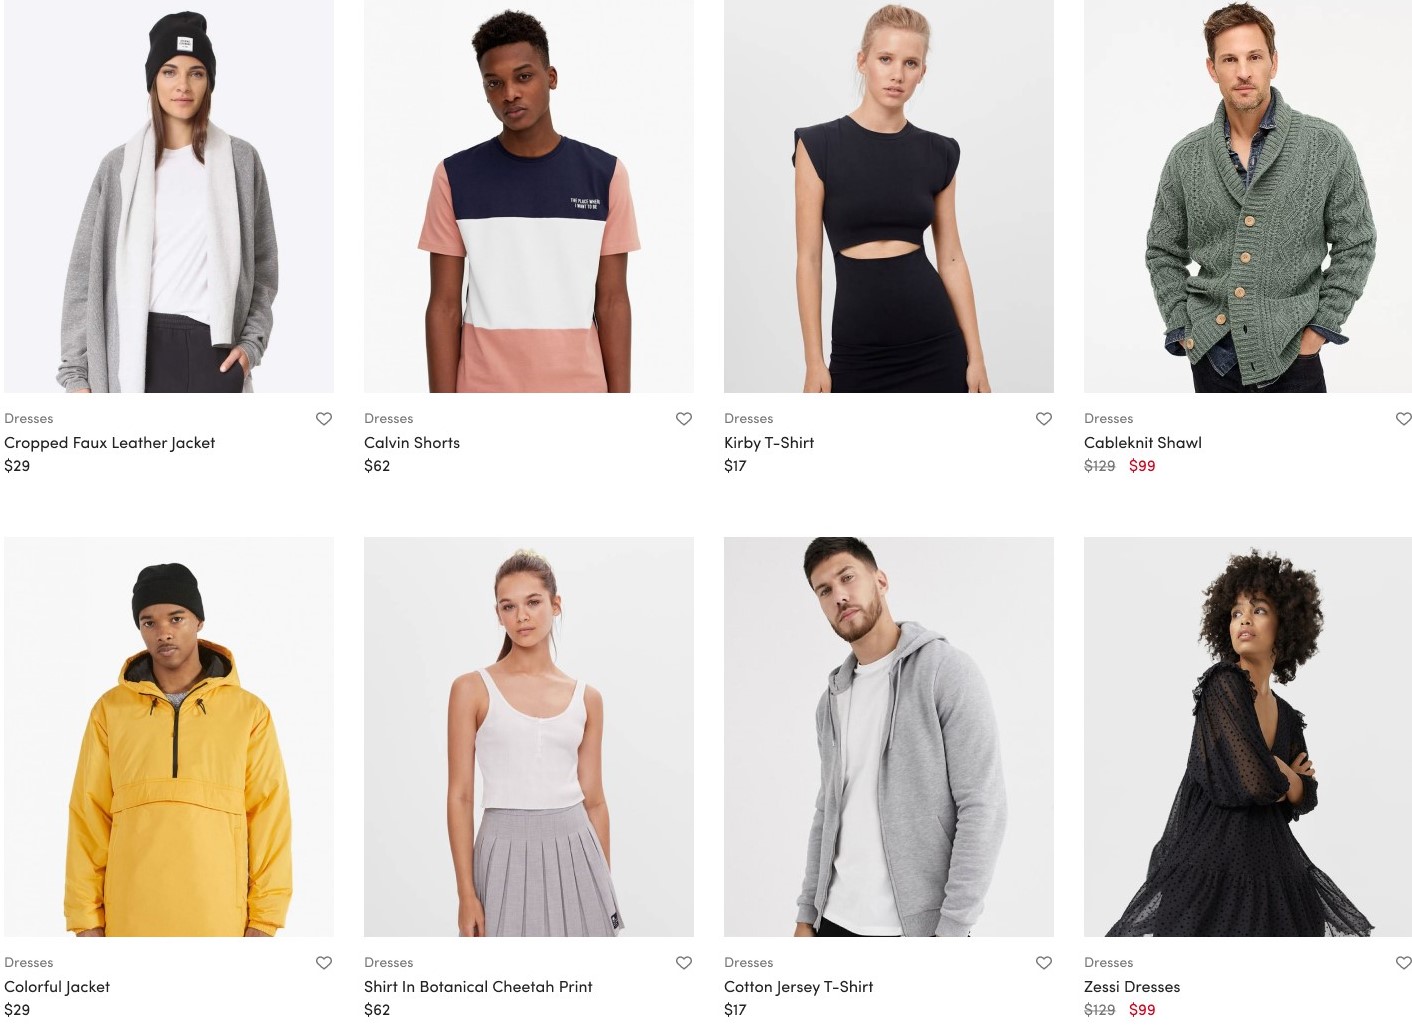 THE PLACE WHERE
I WANT TO BE
Dresses
Cropped Faux Leather Jacket
$29
Dresses
Calvin Shorts
$62
Dresses
Kirby T-Shirt
$17
Dresses
Cableknit Shawl
$129 $99
Dresses
Colorful Jacket
$29
Dresses
Shirt In Botanical Cheetah Print
$62
Dresses
Cotton Jersey T-Shirt
$17
Dresses
Zessi Dresses
$129 $99